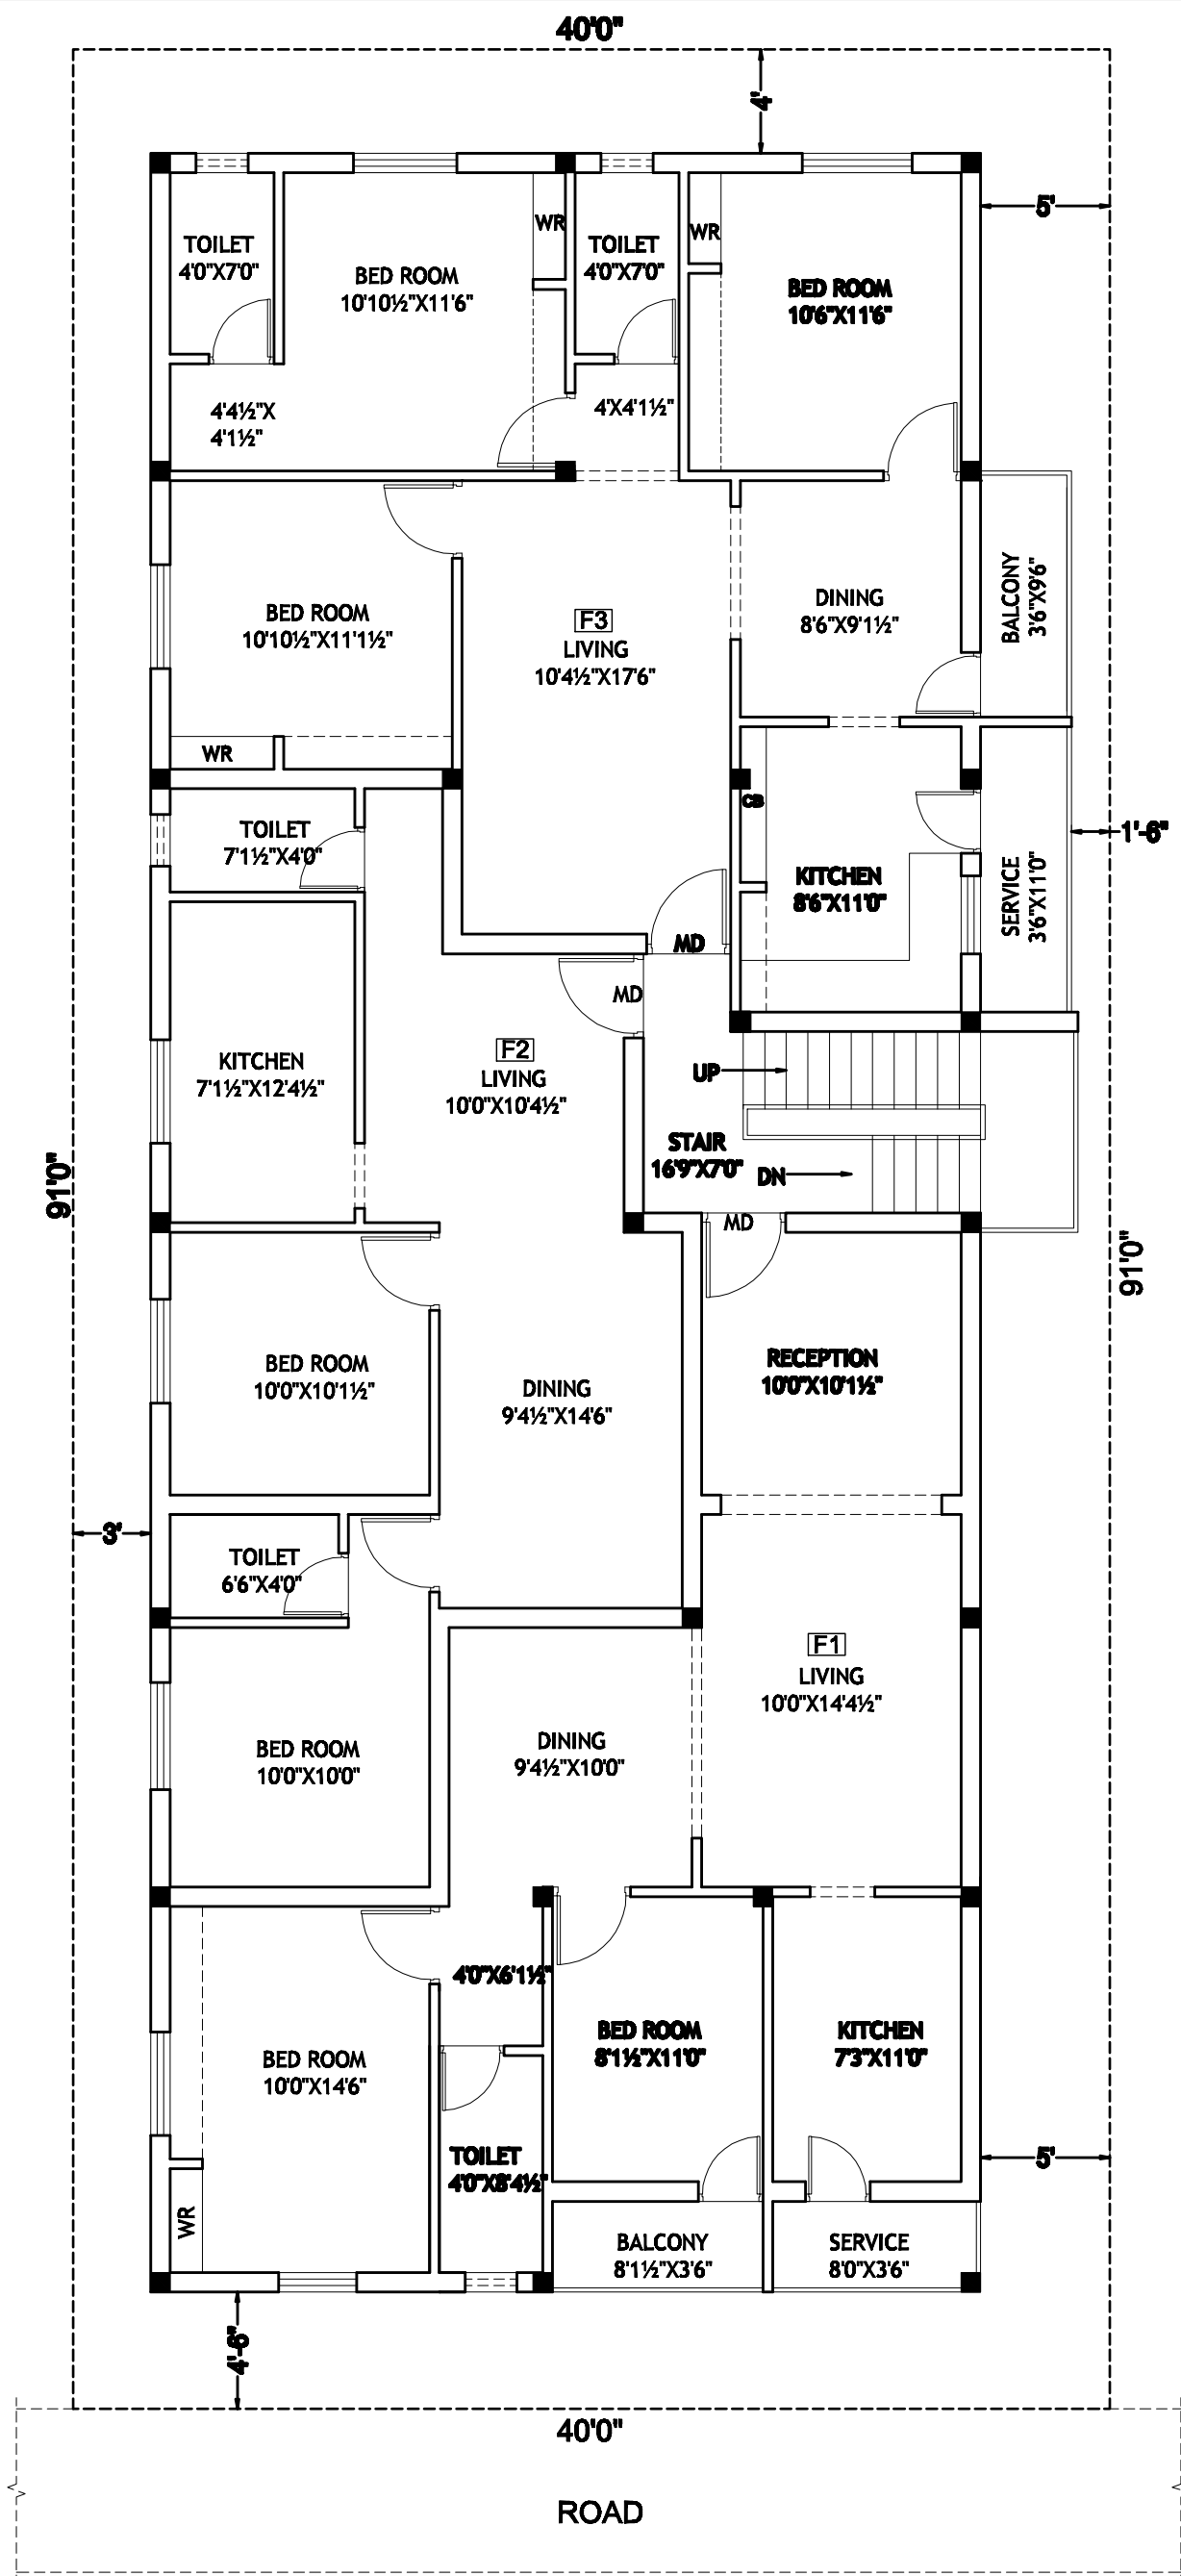 40'0"
4'
5'
TOILET
4'0"X7'0"
BED ROOM
10'10½"X11'6"
WR
TOILET
4'0"X7'0"
WR
BED ROOM
10'6"X11'6"
4'4½"X
4'1½"
4'X4'1½"
BED ROOM
10'10½"X11'1½"
WR
F3
LIVING
10'4½"X17'6"
DINING
8'6"X9'1½"
BALCONY
3'6"X9'6"
TOILET
7'1½"X4'0"
CB
KITCHEN
8'6"X11'0"
SERVICE
3'6"X11'0"
1'-6"
MD
MD
KITCHEN
7'1½"X12'4½"
F2
LIVING
10'0"X10'4½"
UP
STAIR
16'9"X7'0"
DN
MD
91'0"
91'0"
BED ROOM
10'0"X10'1½"
DINING
9'4½"X14'6"
RECEPTION
10'0"X10'1½"
3'
TOILET
6'6"X4'0"
F1
LIVING
10'0"X14'4½"
BED ROOM
10'0"X10'0"
DINING
9'4½"X10'0"
4'0"X6'1½"
BED ROOM
10'0"X14'6"
WR
BED ROOM
8'1½"X11'0"
KITCHEN
7'3"X11'0"
TOILET
4'0"X8'4½"
5'
BALCONY
8'1½"X3'6"
SERVICE
8'0"X3'6"
4'-6"
40'0"
ROAD